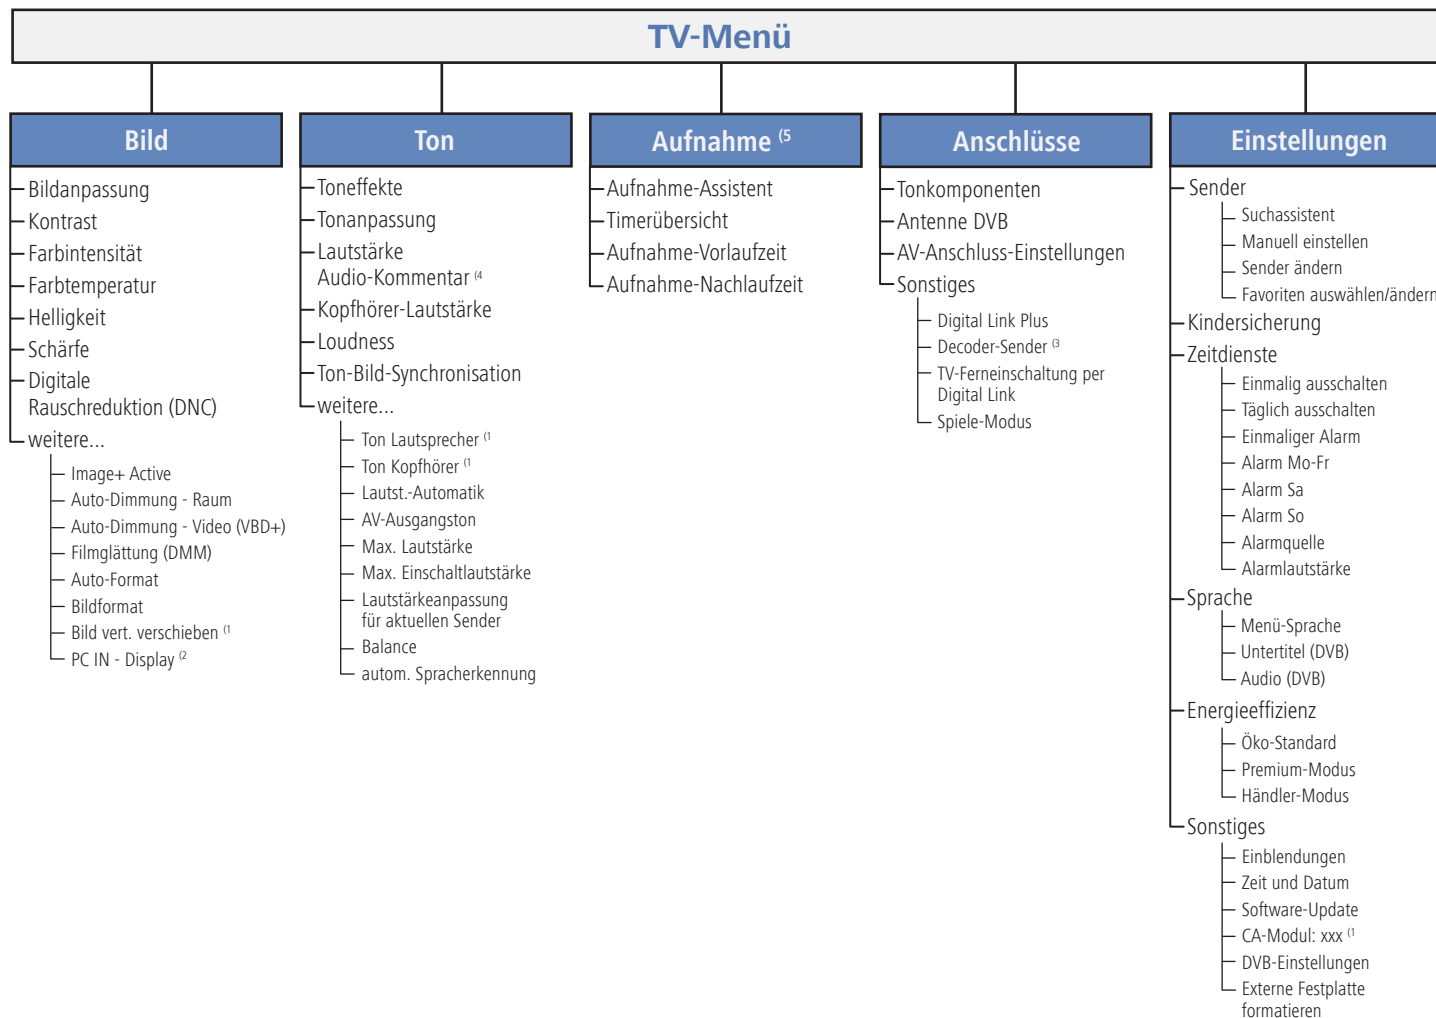 TV-Menü
Bild
Bildanpassung
Kontrast
Farbintensität
Farbtemperatur
Helligkeit
Schärfe
Digitale
Rauschreduktion (DNC)
weitere...
Image+ Active
Auto-Dimmung - Raum
Auto-Dimmung - Video (VBD+)
Filmglättung (DMM)
Auto-Format
Bildformat
Bild vert. verschieben (1
PC IN - Display (2
Ton
Toneffekte
Tonanpassung
Lautstärke
Audio-Kommentar (4
Kopfhörer-Lautstärke
Loudness
Ton-Bild-Synchronisation
weitere...
Ton Lautsprecher (1
Ton Kopfhörer (1
Lautst.-Automatik
AV-Ausgangston
Max. Lautstärke
Max. Einschaltlautstärke
Lautstärkeanpassung
für aktuellen Sender
Balance
autom. Spracherkennung
Aufnahme (5
Aufnahme-Assistent
Timerübersicht
Aufnahme-Vorlaufzeit
Aufnahme-Nachlaufzeit
Anschlüsse
Tonkomponenten
Antenne DVB
AV-Anschluss-Einstellungen
Sonstiges
Digital Link Plus
Decoder-Sender (3
TV-Ferneinschaltung per
Digital Link
Spiele-Modus
Einstellungen
Sender
Suchassistent
Manuell einstellen
Sender ändern
Favoriten auswählen/ändern
Kindersicherung
Zeitdienste
Einmalig ausschalten
Täglich ausschalten
Einmaliger Alarm
Alarm Mo-Fr
Alarm Sa
Alarm So
Alarmquelle
Alarmlautstärke
Sprache
Menü-Sprache
Untertitel (DVB)
Audio (DVB)
Energieeffizienz
Öko-Standard
Premium-Modus
Händler-Modus
Sonstiges
Einblendungen
Zeit und Datum
Software-Update
CA-Modul: xxx (1
DVB-Einstellungen
Externe Festplatte
formatieren